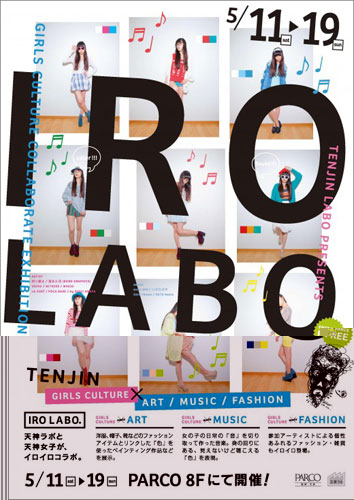 5/11 sat ▶ 19 sun
GIRLS CULTURE COLLABORATE EXHIBITION
IRO
LABO
TENJIN LABO PRESENTS
FREE
TENJIN
GIRLS CULTURE × ART / MUSIC / FASHION
IRO LABO.
天神ラボと
天神女子が、
イロイロコラボ。
GIRLS CULTURE ART
洋服、帽子、靴などのファッション
アイテムとリンクした「色」を
使ったペインティング作品など
を展示。
GIRLS CULTURE MUSIC
女の子の日常の「音」を切り
取って作った音楽。身の回りに
ある、見えないけど聴こえる
「色」を表現。
GIRLS CULTURE FASHION
参加アーティストによる個性
あふれるファッション・雑貨
もイロイロ登場。
5/11 sat ▶ 19 sun PARCO 8Fにて開催!
PARCO